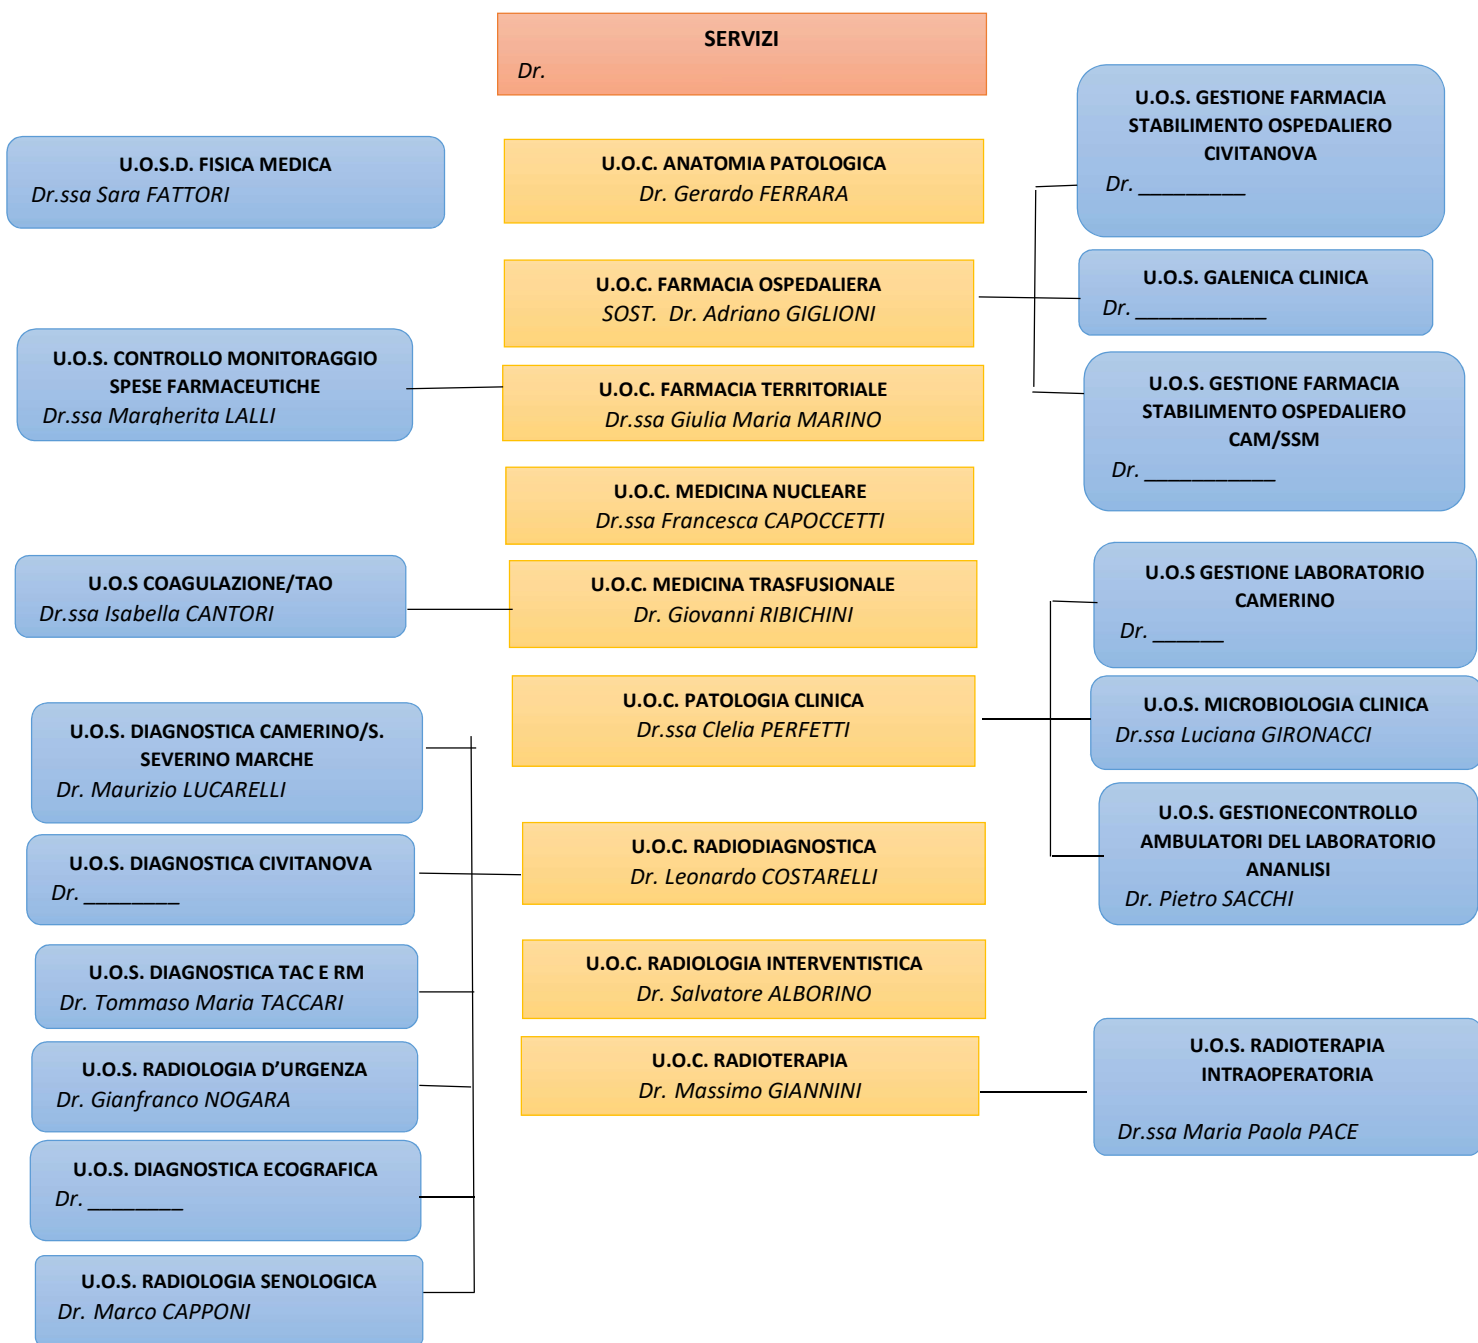 SERVIZI
Dr.
U.O.S.D. FISICA MEDICA
Dr.ssa Sara FATTORI
U.O.S. CONTROLLO MONITORAGGIO
SPESE FARMACEUTICHE
Dr.ssa Margherita LALLI
U.O.S COAGULAZIONE/TAO
Dr.ssa Isabella CANTORI
U.O.S. DIAGNOSTICA CAMERINO/S.
SEVERINO MARCHE
Dr. Maurizio LUCARELLI
U.O.S. DIAGNOSTICA CIVITANOVA
Dr. ________
U.O.S. DIAGNOSTICA TAC E RM
Dr. Tommaso Maria TACCARI
U.O.S. RADIOLOGIA D’URGENZA
Dr. Gianfranco NOGARA
U.O.S. DIAGNOSTICA ECOGRAFICA
Dr. ________
U.O.S. RADIOLOGIA SENOLOGICA
Dr. Marco CAPPONI
U.O.C. ANATOMIA PATOLOGICA
Dr. Gerardo FERRARA
U.O.C. FARMACIA OSPEDALIERA
SOST. Dr. Adriano GIGLIONI
U.O.C. FARMACIA TERRITORIALE
Dr.ssa Giulia Maria MARINO
U.O.C. MEDICINA NUCLEARE
Dr.ssa Francesca CAPOCCETTI
U.O.C. MEDICINA TRASFUSIONALE
Dr. Giovanni RIBICHINI
U.O.C. PATOLOGIA CLINICA
Dr.ssa Clelia PERFETTI
U.O.C. RADIODIAGNOSTICA
Dr. Leonardo COSTARELLI
U.O.C. RADIOLOGIA INTERVENTISTICA
Dr. Salvatore ALBORINO
U.O.C. RADIOTERAPIA
Dr. Massimo GIANNINI
U.O.S. GESTIONE FARMACIA
STABILIMENTO OSPEDALIERO
CIVITANOVA
Dr. _________
U.O.S. GALENICA CLINICA
Dr. ___________
U.O.S. GESTIONE FARMACIA
STABILIMENTO OSPEDALIERO
CAM/SSM
Dr. ___________
U.O.S GESTIONE LABORATORIO
CAMERINO
Dr. ______
U.O.S. MICROBIOLOGIA CLINICA
Dr.ssa Luciana GIRONACCI
U.O.S. GESTIONECONTROLLO
AMBULATORI DEL LABORATORIO
ANANLISI
Dr. Pietro SACCHI
U.O.S. RADIOTERAPIA
INTRAOPERATORIA
Dr.ssa Maria Paola PACE